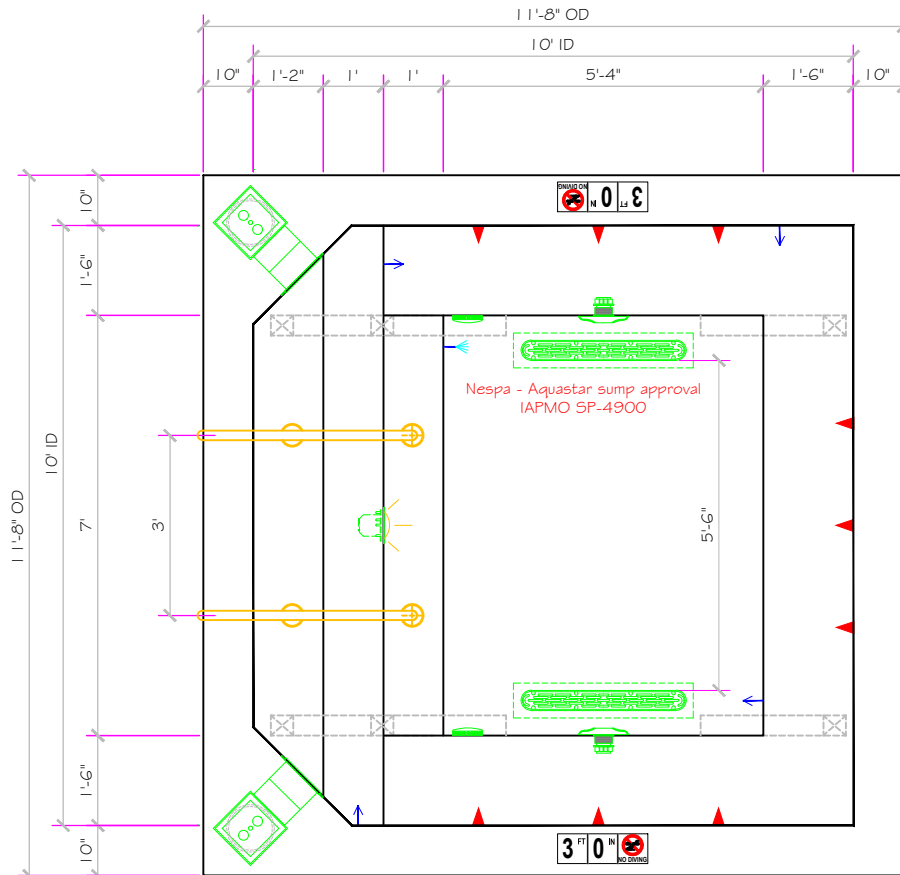 11'-8" OD
10' ID
10" 1'-2" 1' 1' 5'-4" 1'-6" 10"
3 FT 0 IN NO DIVING
10"
1'-6"
Nespa - Aquastar sump approval
IAPMO SP-4900
11'-8" OD
10' ID
7'
3'
5'-6"
1'-6"
10"
3 FT 0 IN NO DIVING